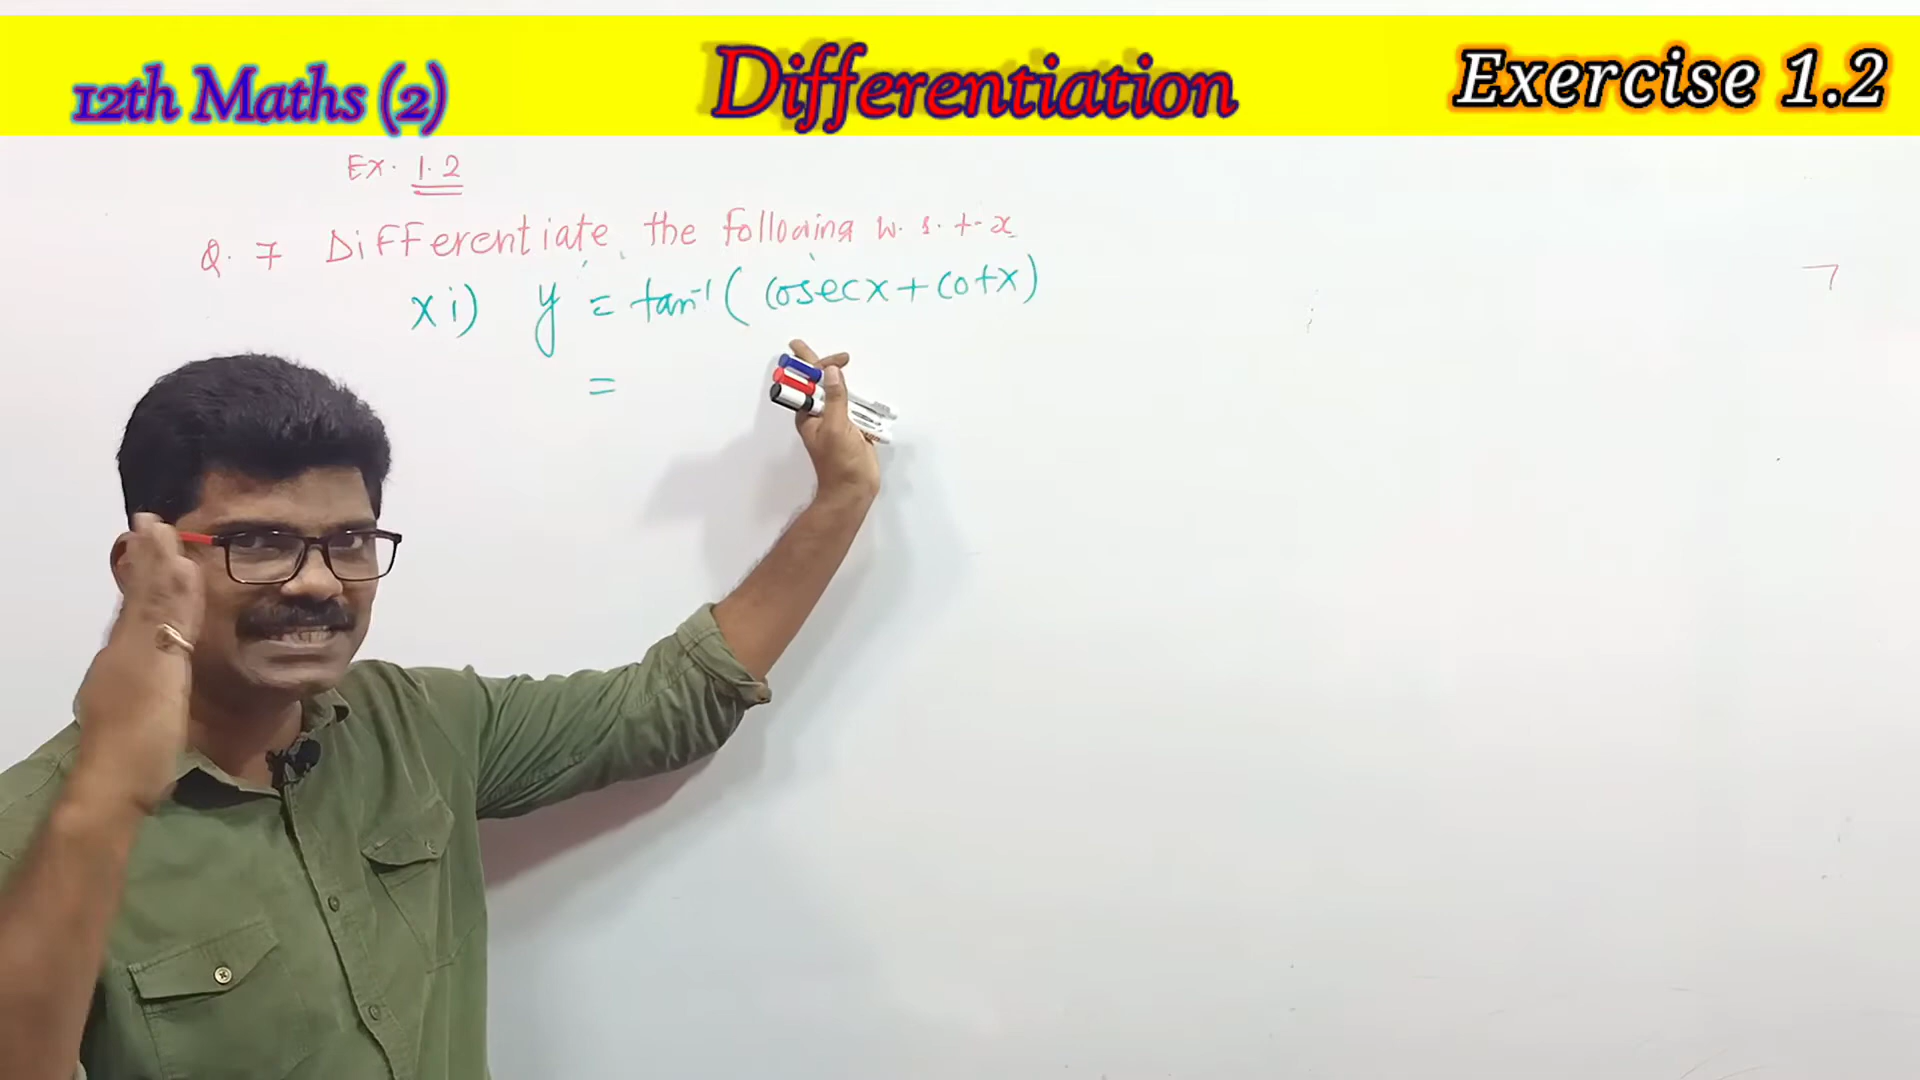 12th Maths (2)
Differentiation
Exercise 1.2
Ex. 1.2
Q. 7 Differentiate the following w. r. t. x
xi) y = tan⁻¹( cosecx + cotx)
=